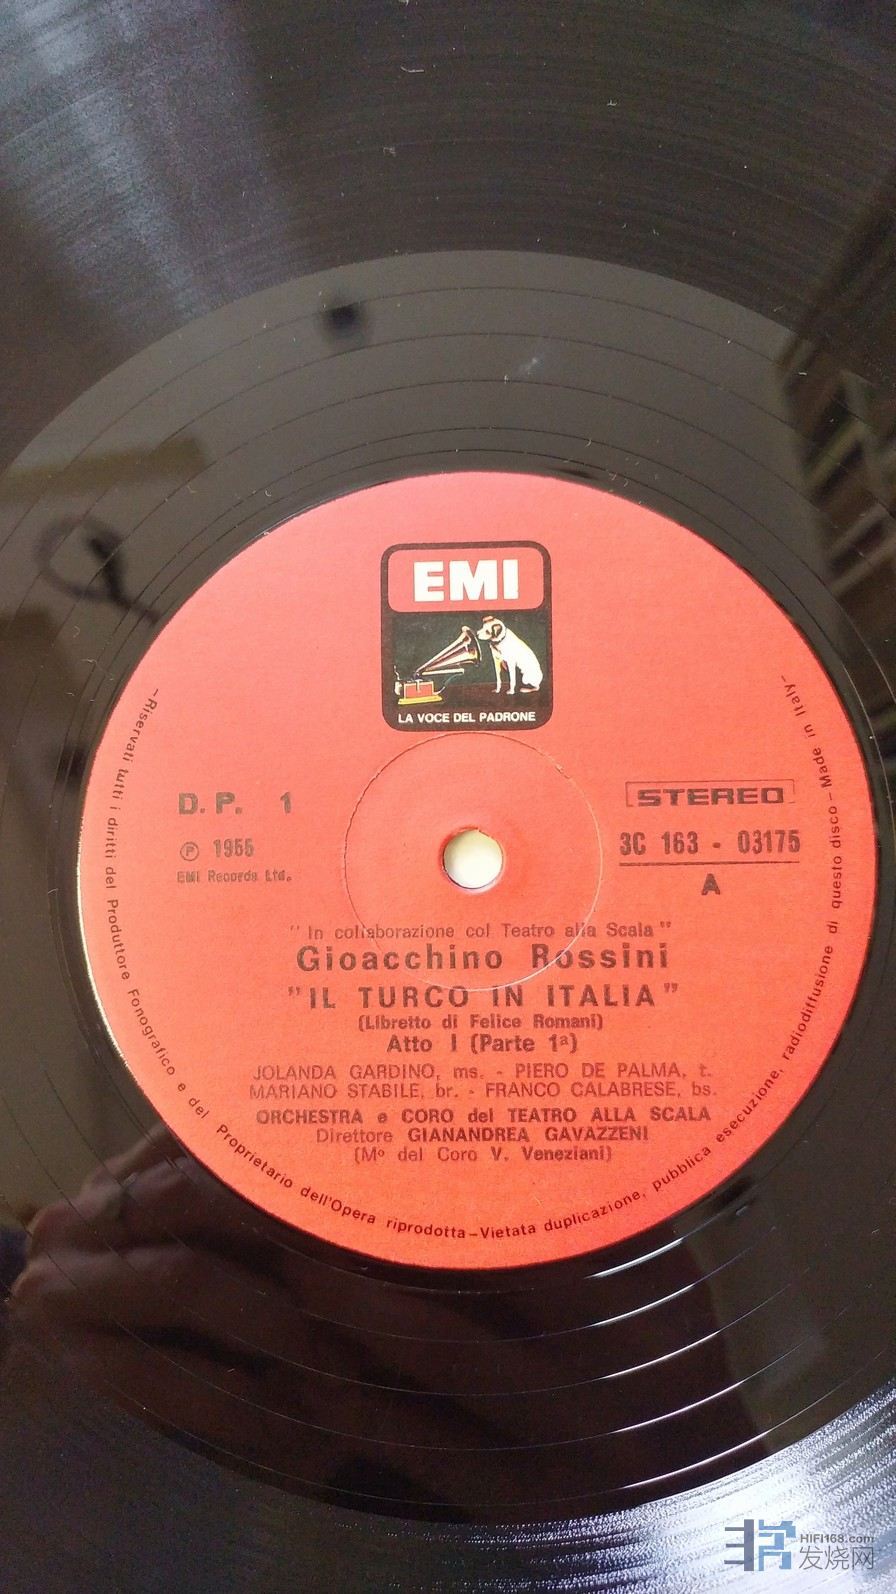 EMI
LA VOCE DEL PADRONE
D. P. 1
STEREO
℗ 1955
EMI Records Ltd.
3C 163 - 03175
A
"In collaborazione col Teatro alla Scala"
Gioacchino Rossini
"IL TURCO IN ITALIA"
(Libretto di Felice Romani)
Atto I (Parte 1ª)
JOLANDA GARDINO, ms. - PIERO DE PALMA, t.
MARIANO STABILE, br. - FRANCO CALABRESE, bs.
ORCHESTRA e CORO del TEATRO ALLA SCALA
Direttore GIANANDREA GAVAZZENI
(Mº del Coro V. Veneziani)
-Riservati tutti i diritti del Produttore Fonografico e del Proprietario dell'Opera riprodotta-Vietata duplicazione, pubblica esecuzione, radiodiffusione di questo disco-Made in Italy-
HIFI168.com
发烧网